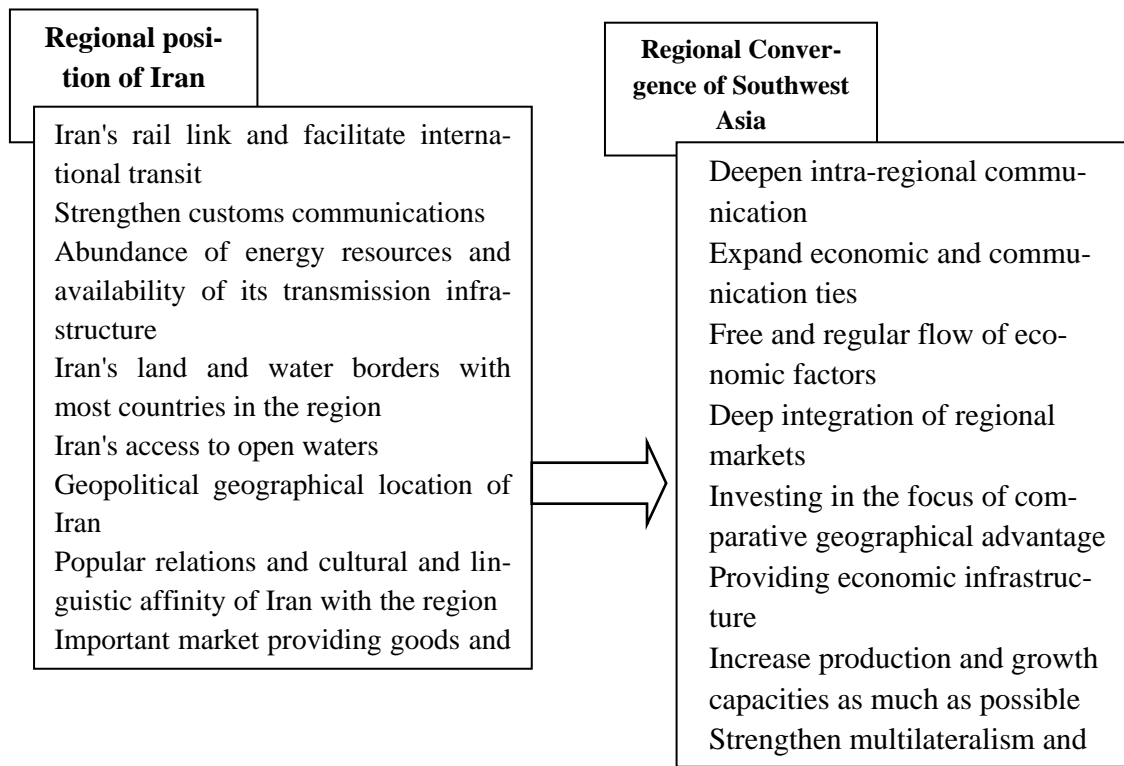 Regional posi-
tion of Iran
Iran's rail link and facilitate interna-
tional transit
Strengthen customs communications
Abundance of energy resources and
availability of its transmission infra-
structure
Iran's land and water borders with
most countries in the region
Iran's access to open waters
Geopolitical geographical location of
Iran
Popular relations and cultural and lin-
guistic affinity of Iran with the region
Important market providing goods and
Regional Conver-
gence of Southwest
Asia
Deepen intra-regional commu-
nication
Expand economic and commu-
nication ties
Free and regular flow of eco-
nomic factors
Deep integration of regional
markets
Investing in the focus of com-
parative geographical advantage
Providing economic infrastruc-
ture
Increase production and growth
capacities as much as possible
Strengthen multilateralism and